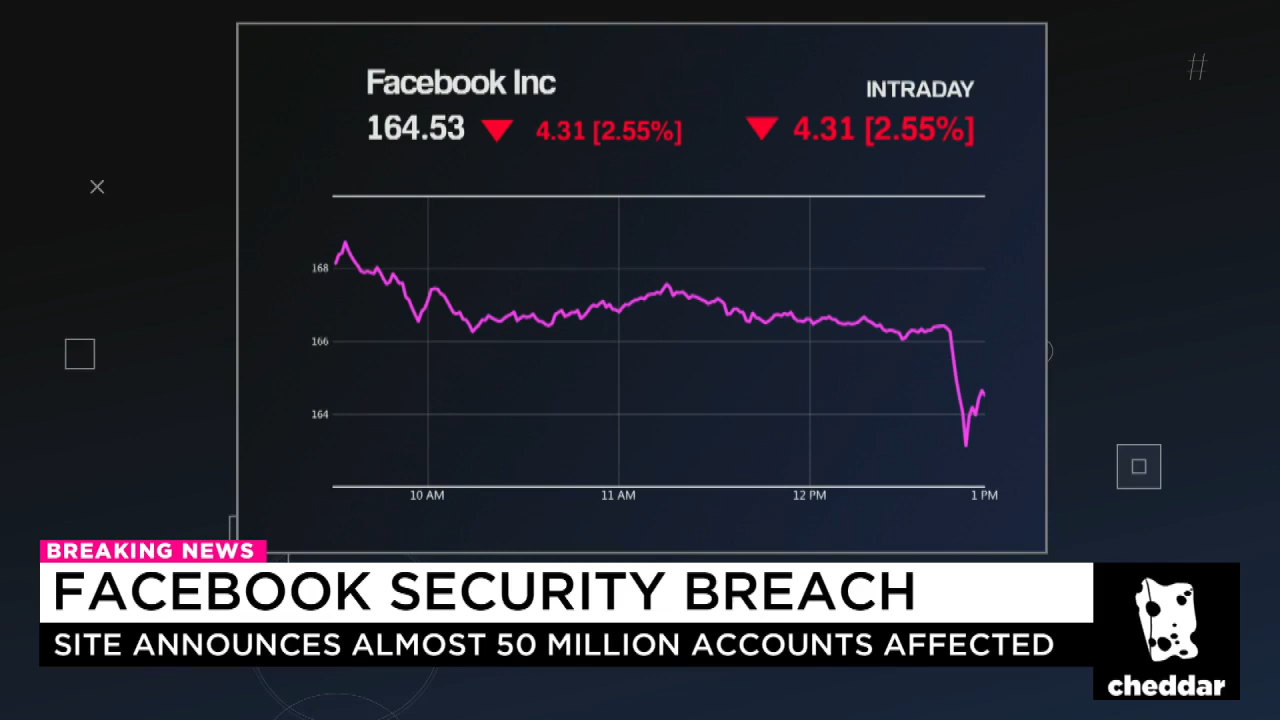 #
Facebook Inc
INTRADAY
164.53 ▼ 4.31 [2.55%] ▼ 4.31 [2.55%]
168
166
164
10 AM 11 AM 12 PM 1 PM
BREAKING NEWS
FACEBOOK SECURITY BREACH
SITE ANNOUNCES ALMOST 50 MILLION ACCOUNTS AFFECTED
cheddar